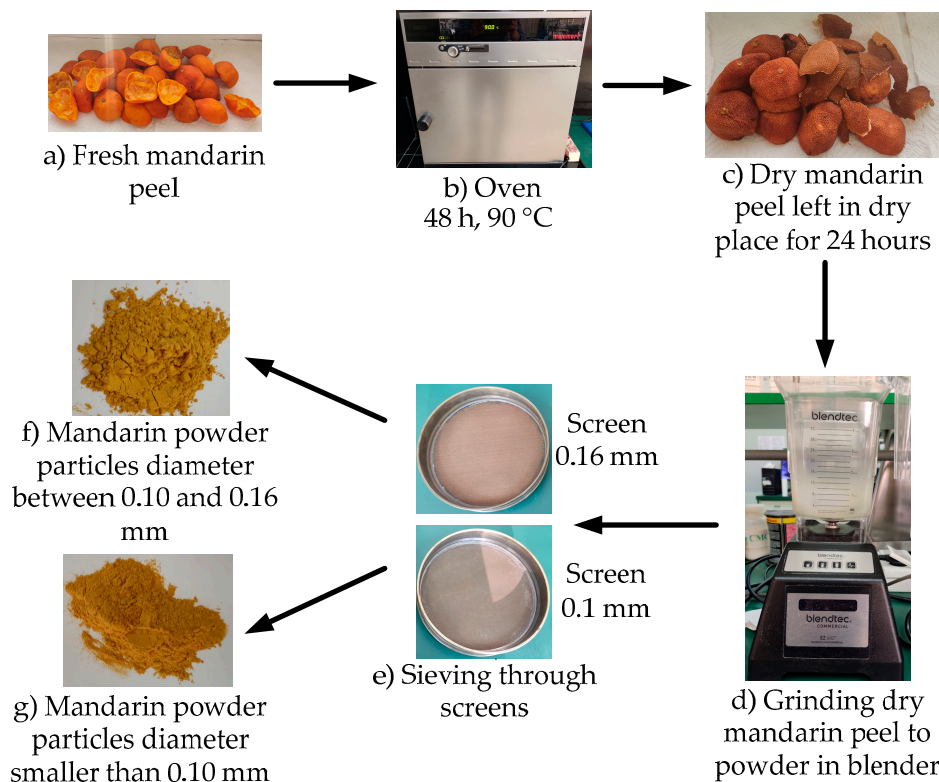 a) Fresh mandarin
peel
b) Oven
48 h, 90 °C
c) Dry mandarin
peel left in dry
place for 24 hours
blendtec
blendtec
blendtec
COMMERCIAL
d) Grinding dry
mandarin peel to
powder in blender
Screen
0.16 mm
Screen
0.1 mm
e) Sieving through
screens
f) Mandarin powder
particles diameter
between 0.10 and 0.16
mm
g) Mandarin powder
particles diameter
smaller than 0.10 mm